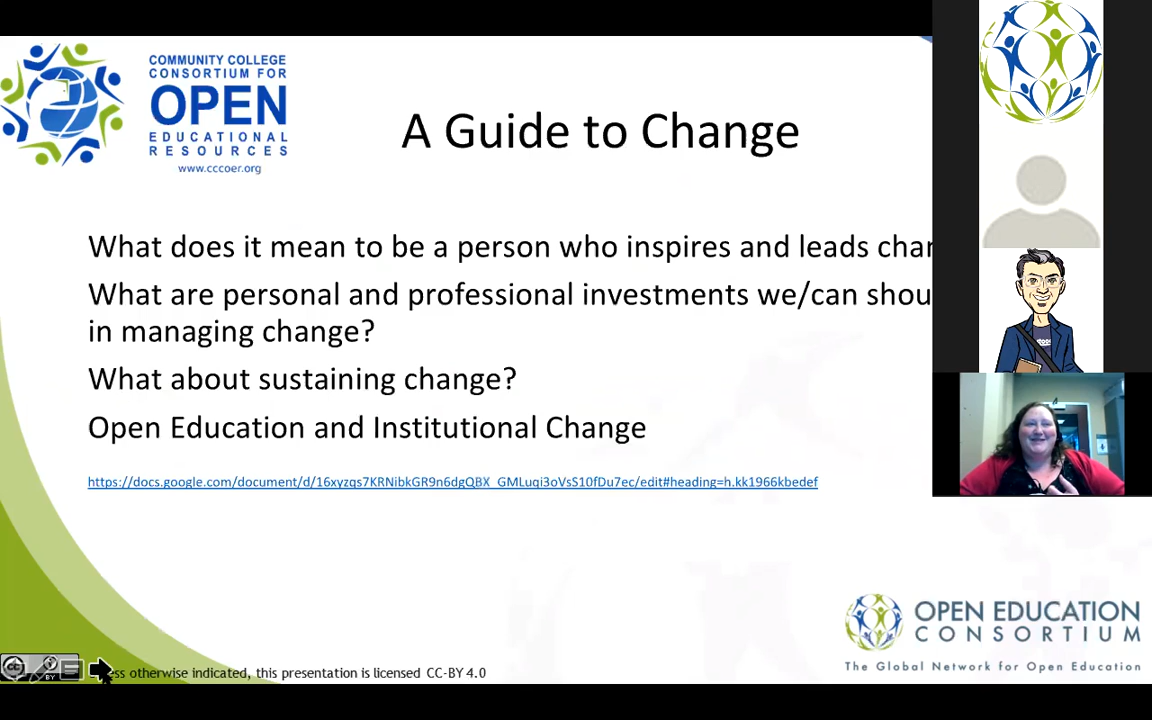 COMMUNITY COLLEGE
CONSORTIUM FOR
OPEN
EDUCATIONAL
RESOURCES
www.cccoer.org
A Guide to Change
What does it mean to be a person who inspires and leads
What are personal and professional investments we/can
in managing change?
What about sustaining change?
Open Education and Institutional Change
https://docs.google.com/document/d/16xyzqs7KRNibkGR9n6dgQBX_GMLuqi3oVsS10fDu7ec/edit#heading=h.kk1966kbedef
OPEN EDUCATION
CONSORTIUM
The Global Network for Open Education
cc
BY
otherwise indicated, this presentation is licensed CC-BY 4.0